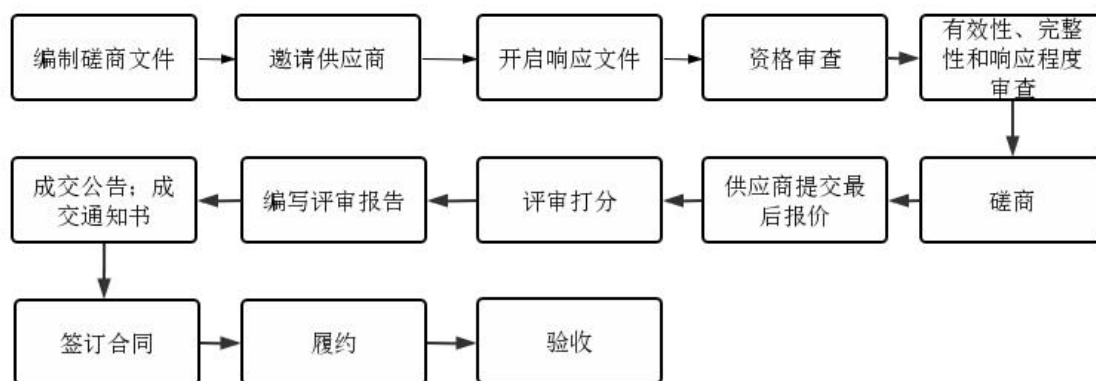 编制磋商文件
邀请供应商
开启响应文件
资格审查
有效性、完整
性和响应程度
审查
磋商
供应商提交最
后报价
评审打分
编写评审报告
成交公告；成
交通知书
签订合同
履约
验收